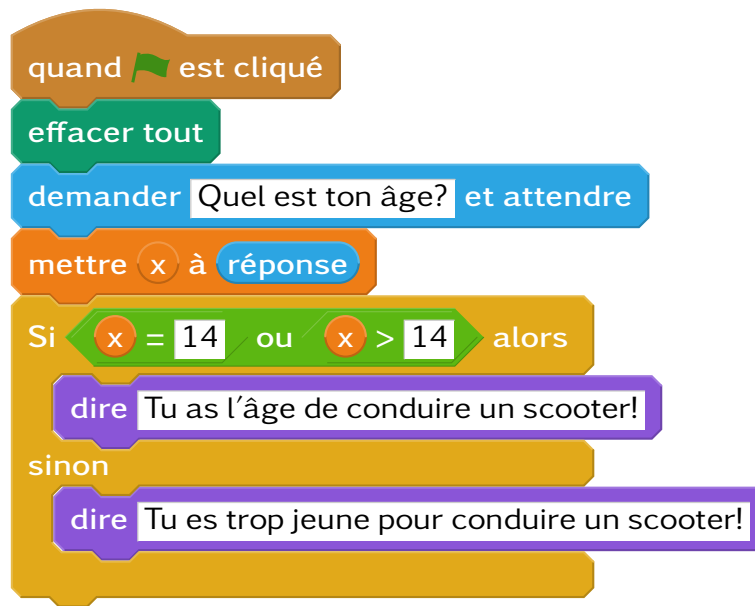 quand est cliqué
effacer tout
demander Quel est ton âge? et attendre
mettre x à réponse
Si x = 14 ou x > 14 alors
dire Tu as l'âge de conduire un scooter!
sinon
dire Tu es trop jeune pour conduire un scooter!